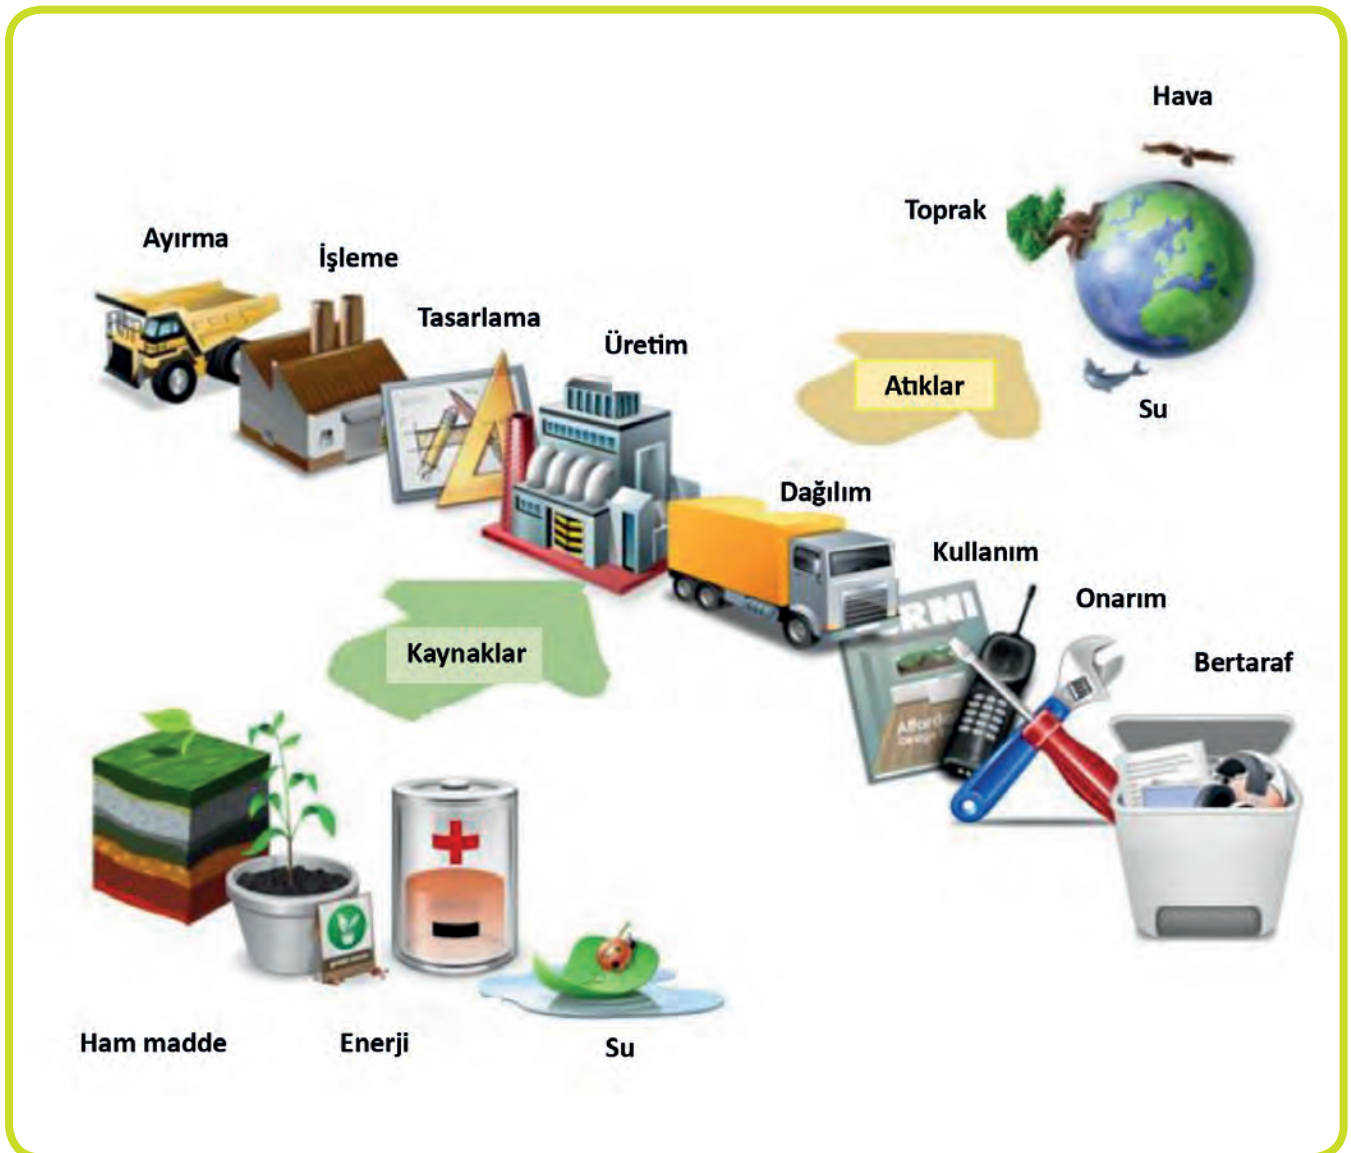 Hava
Toprak
Ayırma
İşleme
Tasarlama
Üretim
Atıklar
Su
Dağılım
Kullanım
Onarım
Kaynaklar
Bertaraf
Ham madde
Enerji
Su